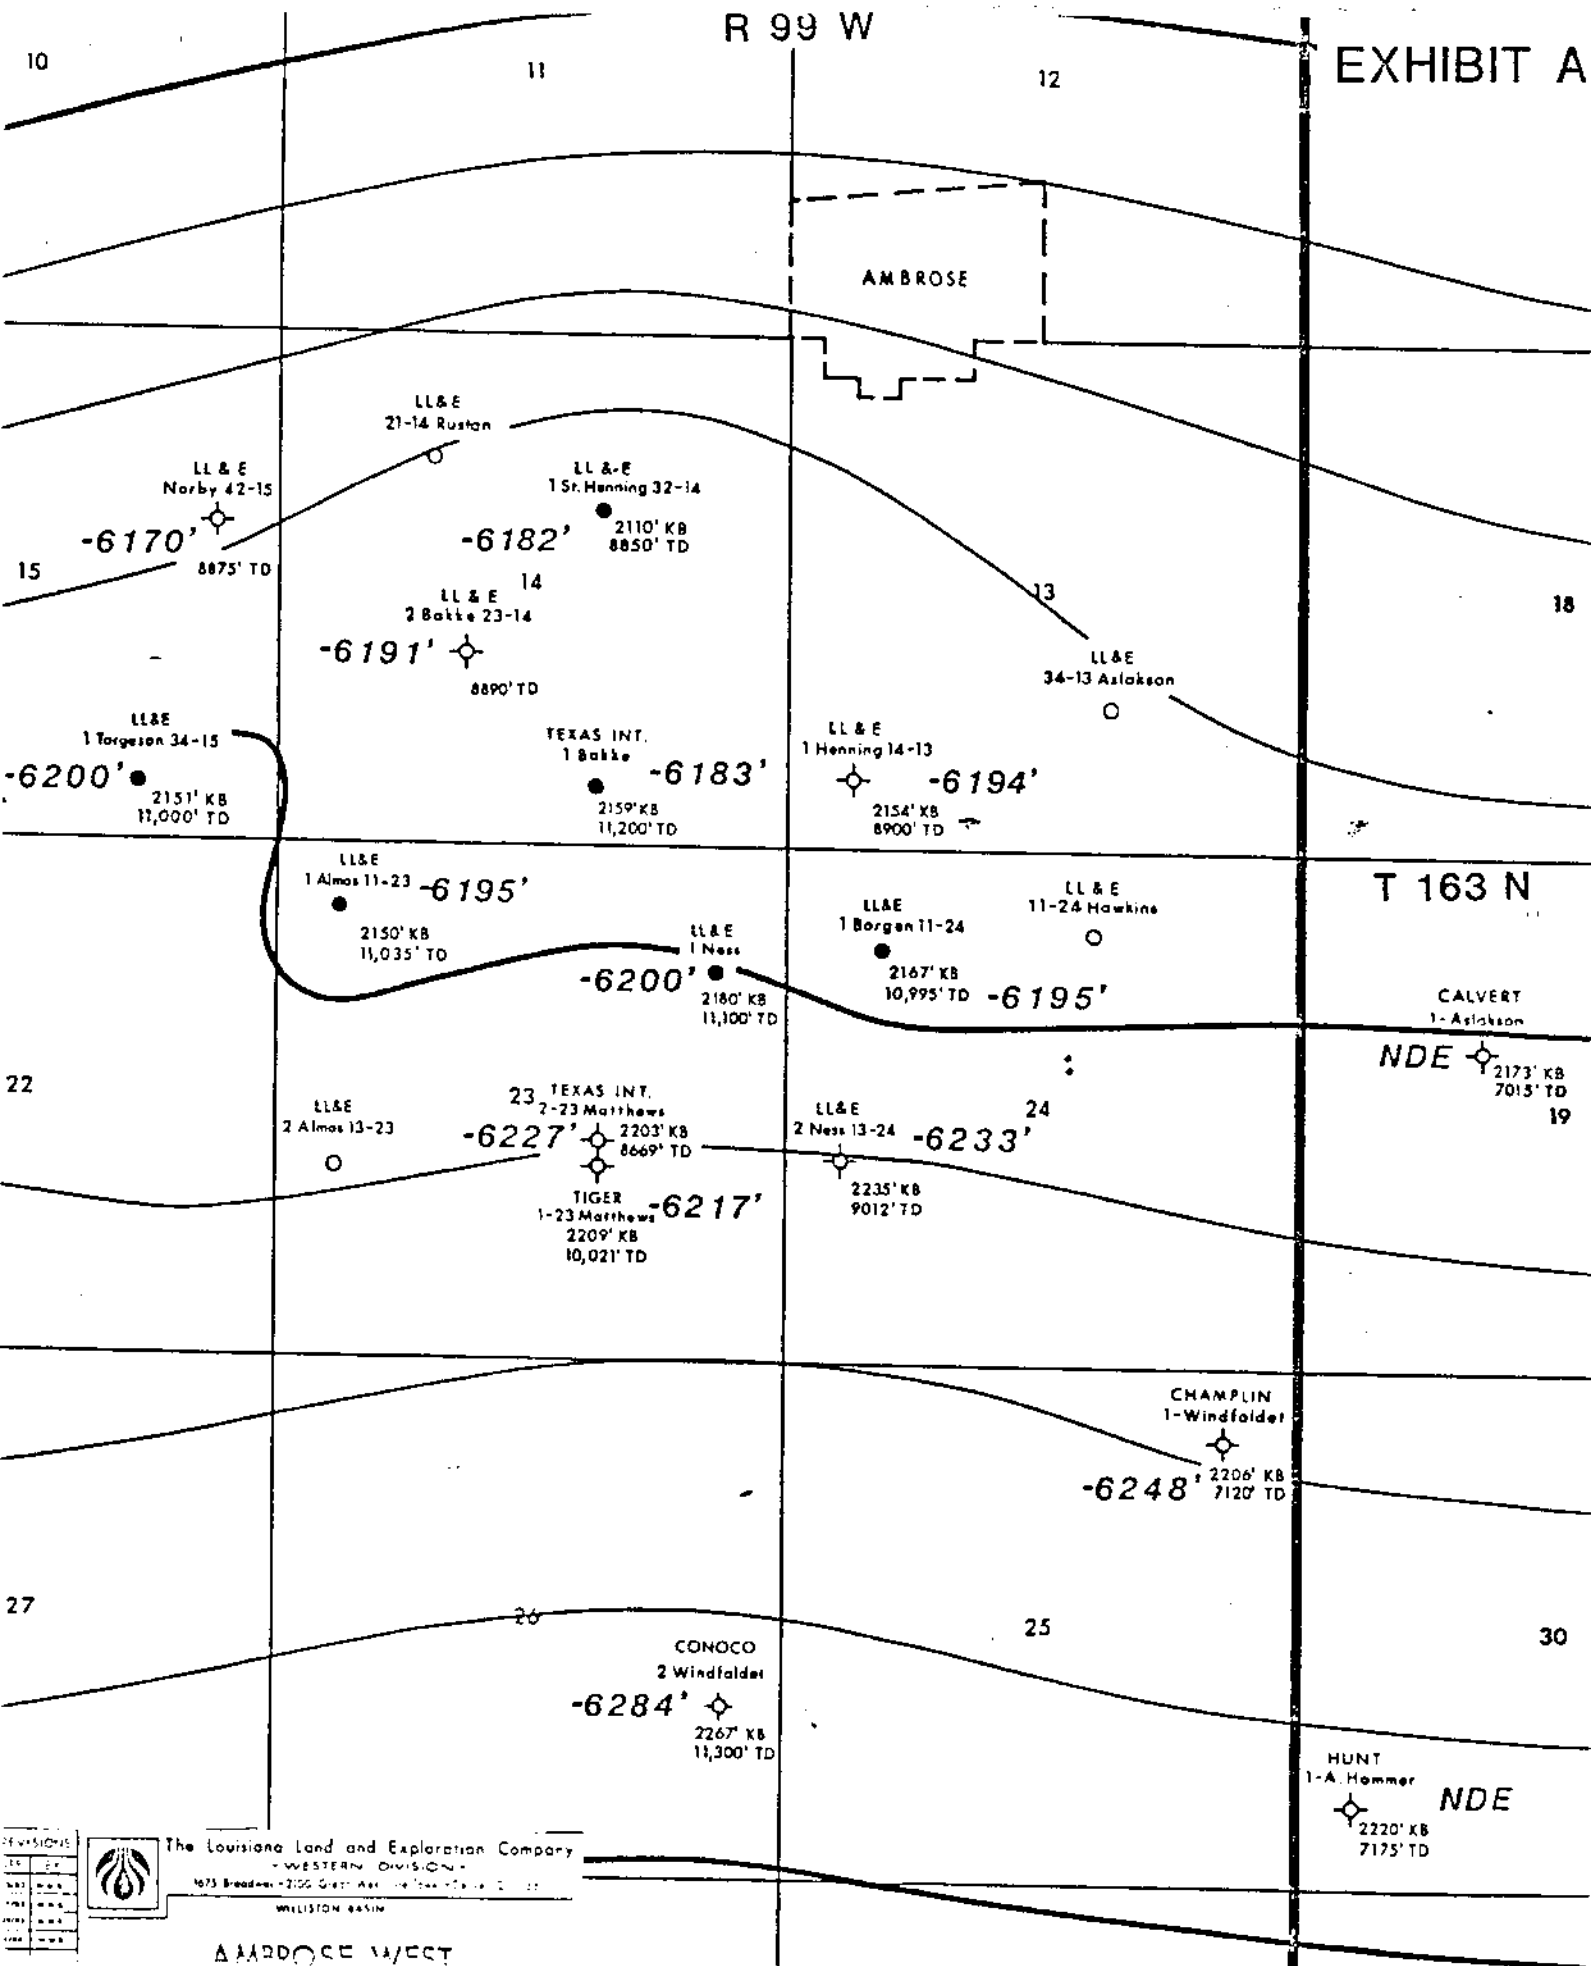 R 99 W
EXHIBIT A
10
11
12
AMBROSE
LL&E
21-14 Rustan
LL & E
Norby 42-15
-6170'
8875' TD
LL & E
1 St. Henning 32-14
-6182'
2110' KB
8850' TD
15
14
13
18
LL & E
2 Bakke 23-14
-6191'
8890' TD
LL&E
34-13 Aslakson
LL&E
1 Torgeson 34-15
-6200'
2151' KB
11,000' TD
TEXAS INT.
1 Bakke
-6183'
2159' KB
11,200' TD
LL & E
1 Henning 14-13
-6194'
2154' KB
8900' TD
T 163 N
LL&E
1 Almos 11-23
-6195'
2150' KB
11,035' TD
LL&E
1 Ness
-6200'
2180' KB
11,100' TD
LL&E
1 Borgen 11-24
2167' KB
10,995' TD
-6195'
LL & E
11-24 Hawkins
CALVERT
1-Aslakson
NDE
2173' KB
7015' TD
22
23
24
19
LL&E
2 Almos 13-23
TEXAS INT.
2-23 Matthews
-6227'
2203' KB
8669' TD
TIGER
1-23 Matthews
-6217'
2209' KB
10,021' TD
LL&E
2 Ness 13-24
-6233'
2235' KB
9012' TD
CHAMPLIN
1-Windfaldet
-6248'
2206' KB
7120' TD
27
26
25
30
CONOCO
2 Windfaldet
-6284'
2267' KB
11,300' TD
HUNT
1-A. Hammer
NDE
2220' KB
7175' TD
REVISIONS
The Louisiana Land and Exploration Company
- WESTERN DIVISION -
1675 Broadway
WILLISTON BASIN
AMBROSE WEST